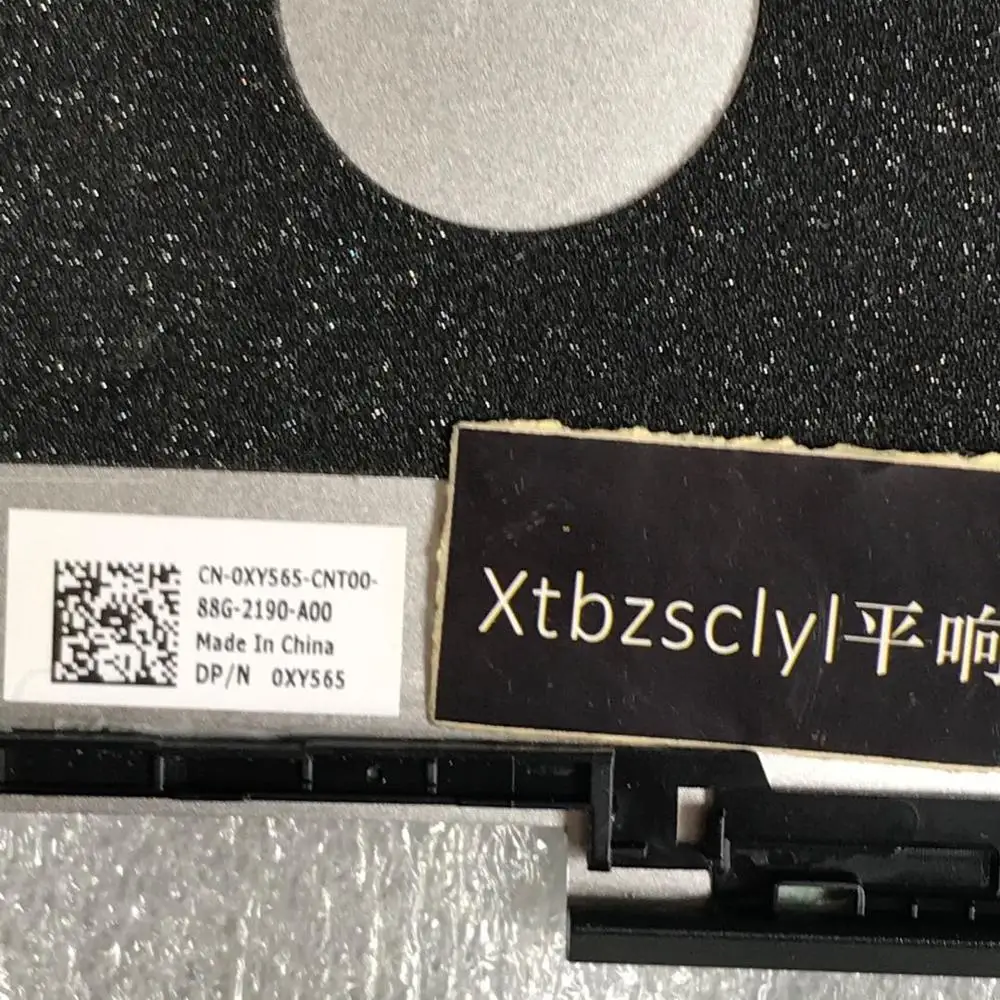 CN-0XY565-CNT00-
88G-2190-A00
Made In China
DP/N 0XY565
Xtbzsclyl平响